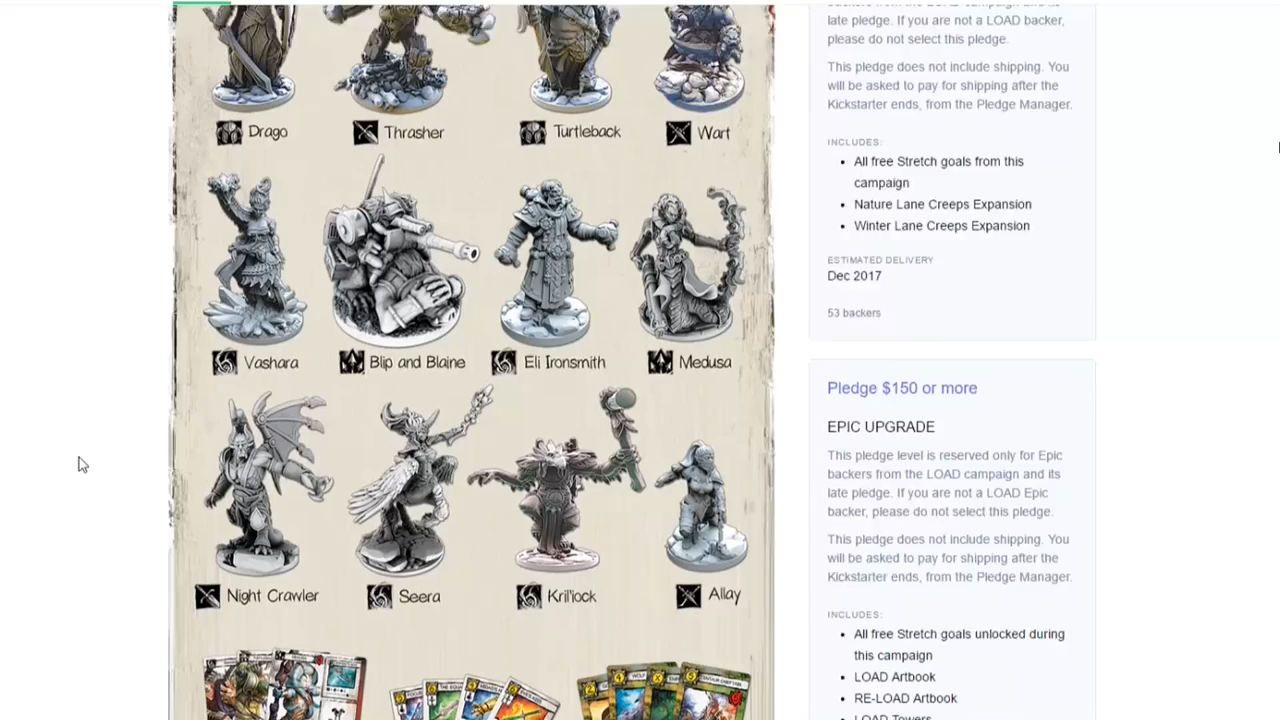 late pledge. If you are not a LOAD backer,
please do not select this pledge.
This pledge does not include shipping. You
will be asked to pay for shipping after the
Kickstarter ends, from the Pledge Manager.
INCLUDES:
All free Stretch goals from this
campaign
Nature Lane Creeps Expansion
Winter Lane Creeps Expansion
ESTIMATED DELIVERY
Dec 2017
53 backers
Pledge $150 or more
EPIC UPGRADE
This pledge level is reserved only for Epic
backers from the LOAD campaign and its
late pledge. If you are not a LOAD Epic
backer, please do not select this pledge.
This pledge does not include shipping. You
will be asked to pay for shipping after the
Kickstarter ends, from the Pledge Manager.
INCLUDES:
All free Stretch goals unlocked during
this campaign
LOAD Artbook
RE-LOAD Artbook
LOAD Towers
Drago
Thrasher
Turtleback
Wart
Vashara
Blip and Blaine
Eli Ironsmith
Medusa
Night Crawler
Seera
Kril'lock
Allay